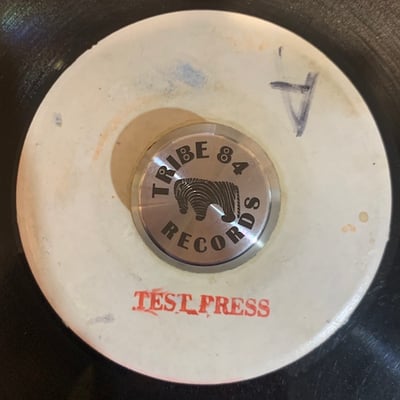 A
TRIBE 84
RECORDS
TEST PRESS